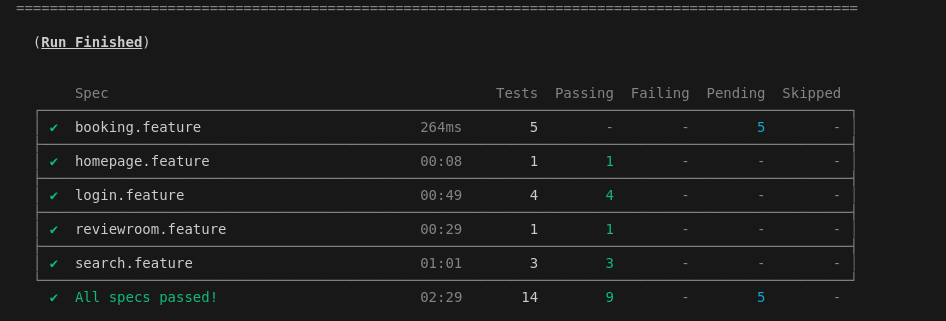 ====================================================================================================
(Run Finished)
Spec Tests Passing Failing Pending Skipped
✔ booking.feature 264ms 5 - - 5 -
✔ homepage.feature 00:08 1 1 - - -
✔ login.feature 00:49 4 4 - - -
✔ reviewroom.feature 00:29 1 1 - - -
✔ search.feature 01:01 3 3 - - -
✔ All specs passed! 02:29 14 9 - 5 -